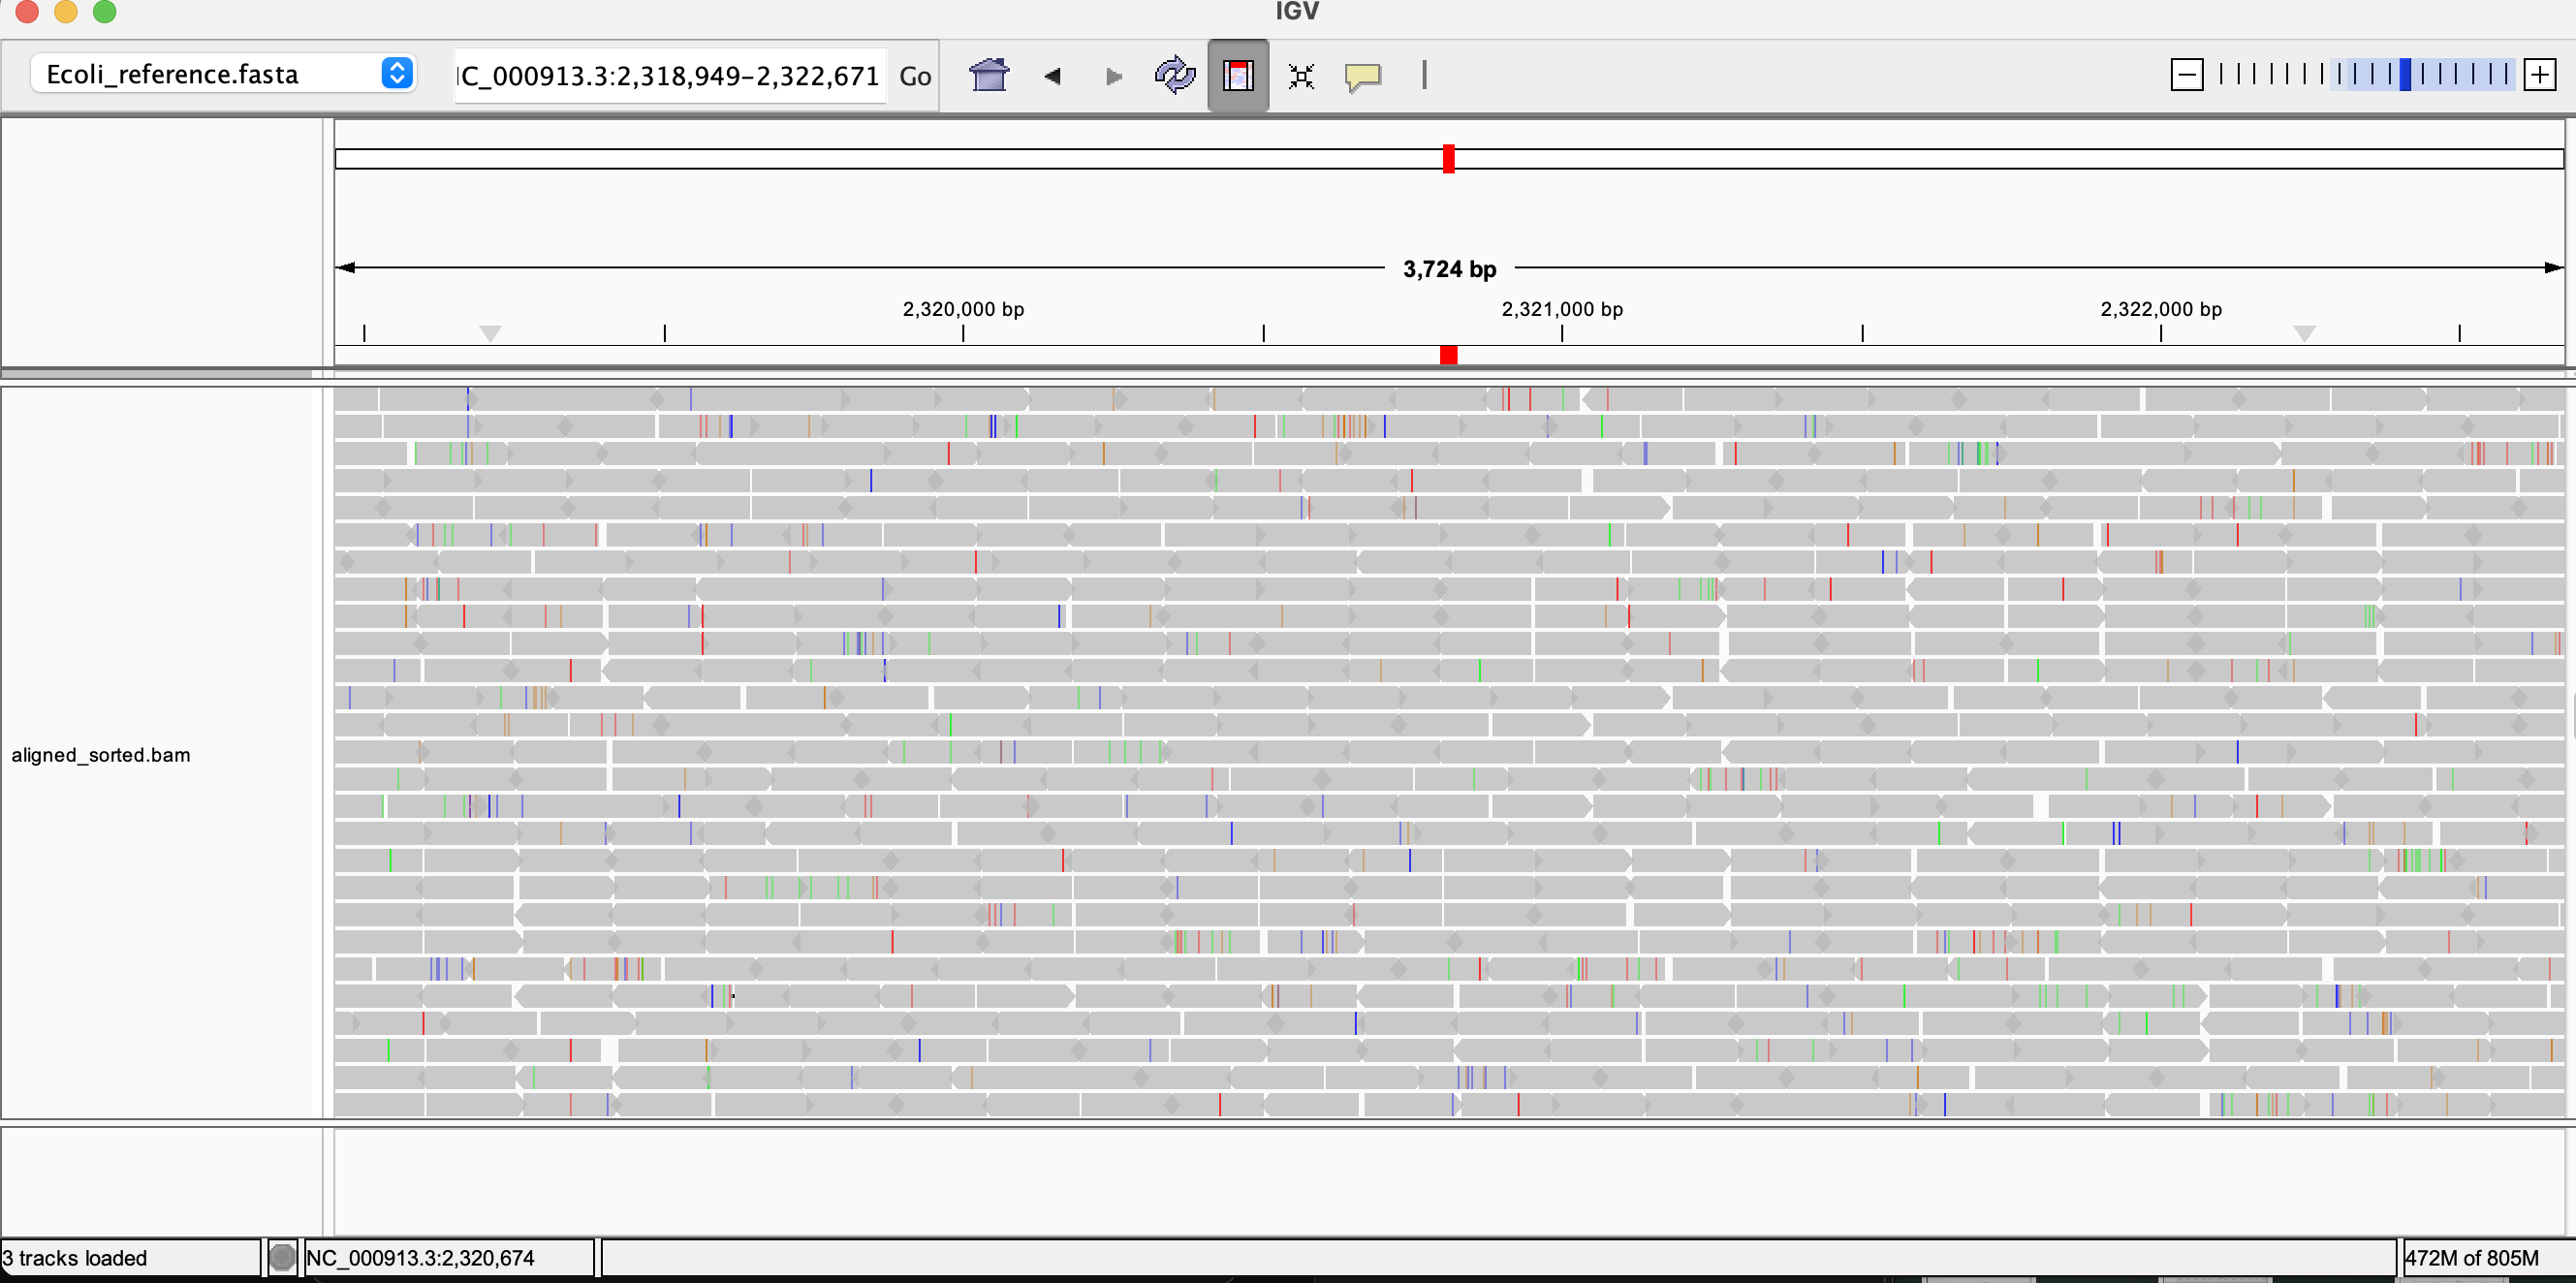 IGV
Ecoli_reference.fasta
IC_000913.3:2,318,949-2,322,671 Go
3,724 bp
2,320,000 bp 2,321,000 bp 2,322,000 bp
aligned_sorted.bam
3 tracks loaded NC_000913.3:2,320,674 472M of 805M